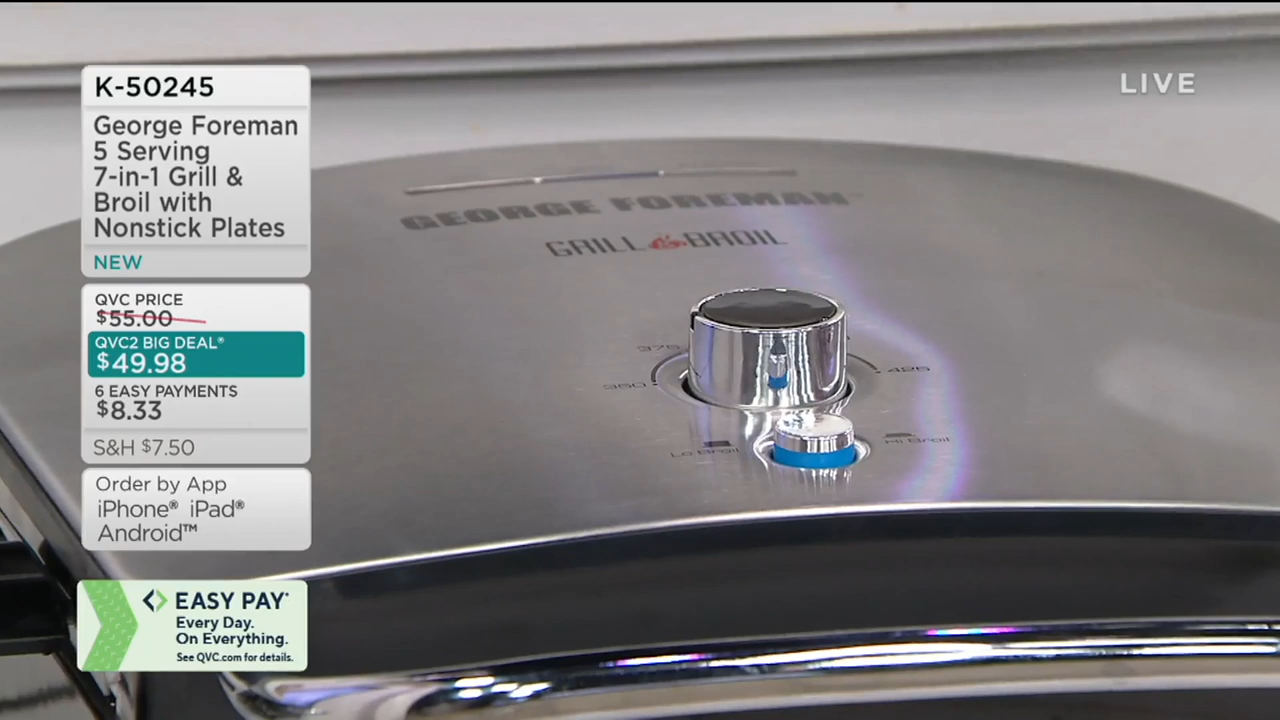 K-50245
George Foreman
5 Serving
7-in-1 Grill &
Broil with
Nonstick Plates
NEW
QVC PRICE
$55.00
QVC2 BIG DEAL®
$49.98
6 EASY PAYMENTS
$8.33
S&H $7.50
Order by App
iPhone® iPad®
Android™
EASY PAY*
Every Day.
On Everything.
See QVC.com for details.
LIVE
GEORGE FOREMAN™
GRILL & BROIL
375
350
425
Lo Broil
Hi Broil